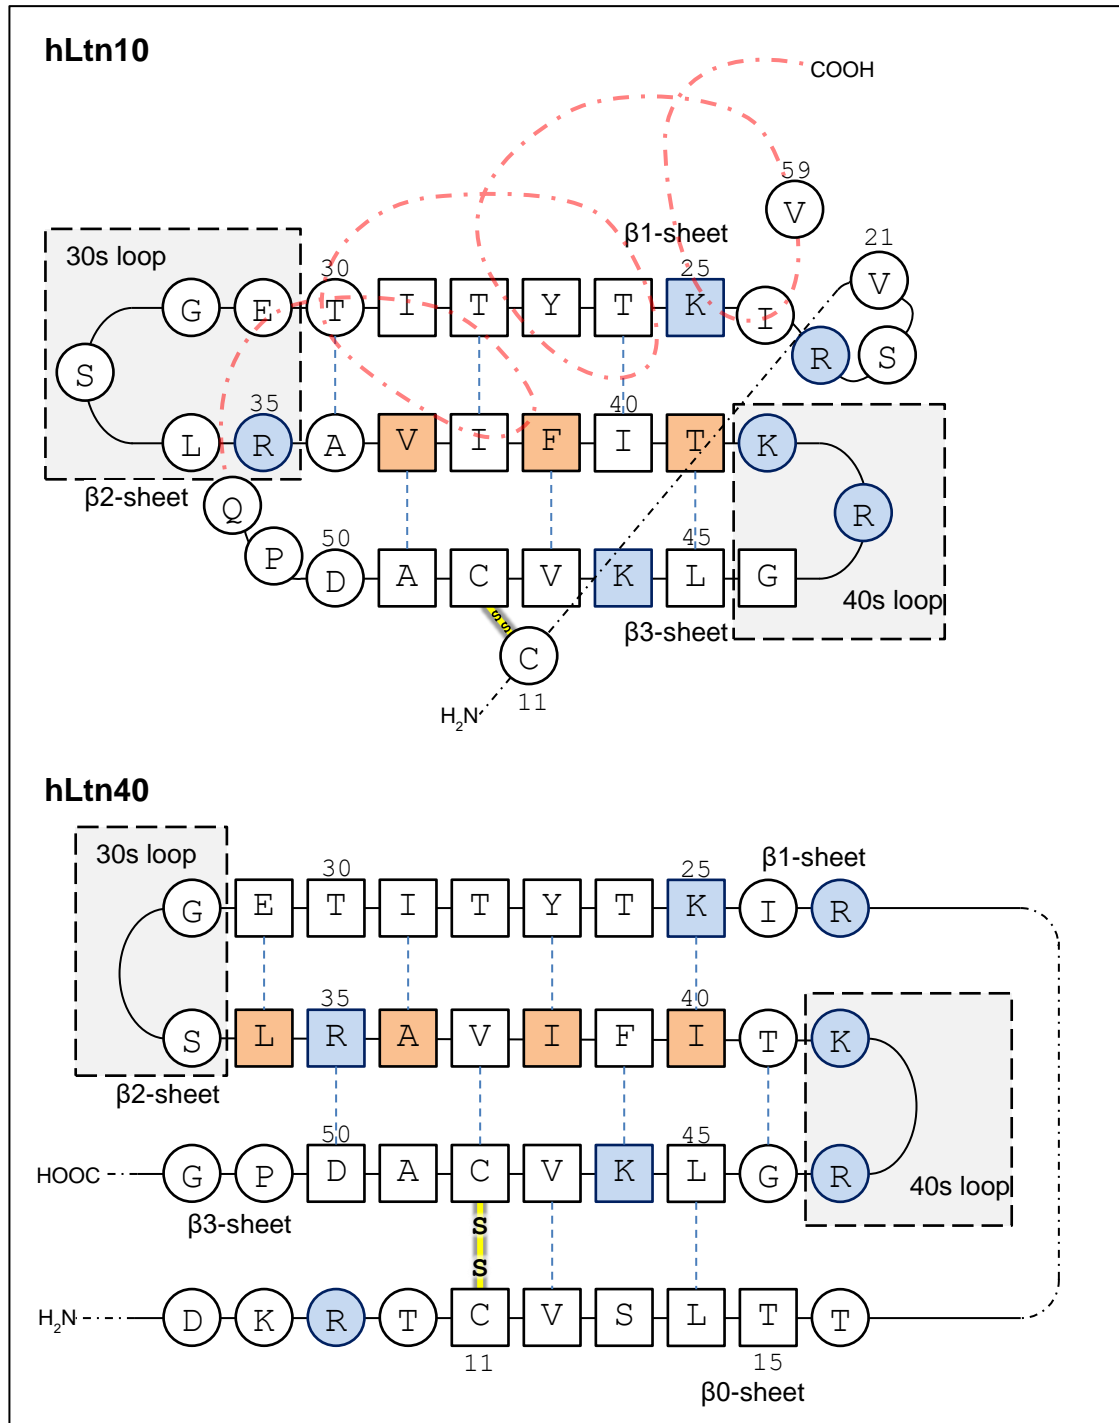 hLtn10
COOH
59
V
β1-sheet
21
30s loop
30
25
V
G E T I T Y T K I
R S
S
35
40
L R A V I F I T K
β2-sheet
Q
R
50
45
P D A C V K L G
40s loop
S S
β3-sheet
C
H2N
11
hLtn40
30s loop
30
25
β1-sheet
G E T I T Y T K I R
35
40
S L R A V I F I T K
β2-sheet
50
45
HOOC G P D A C V K L G R
40s loop
β3-sheet
S
S
H2N D K R T C V S L T T
11
15
β0-sheet